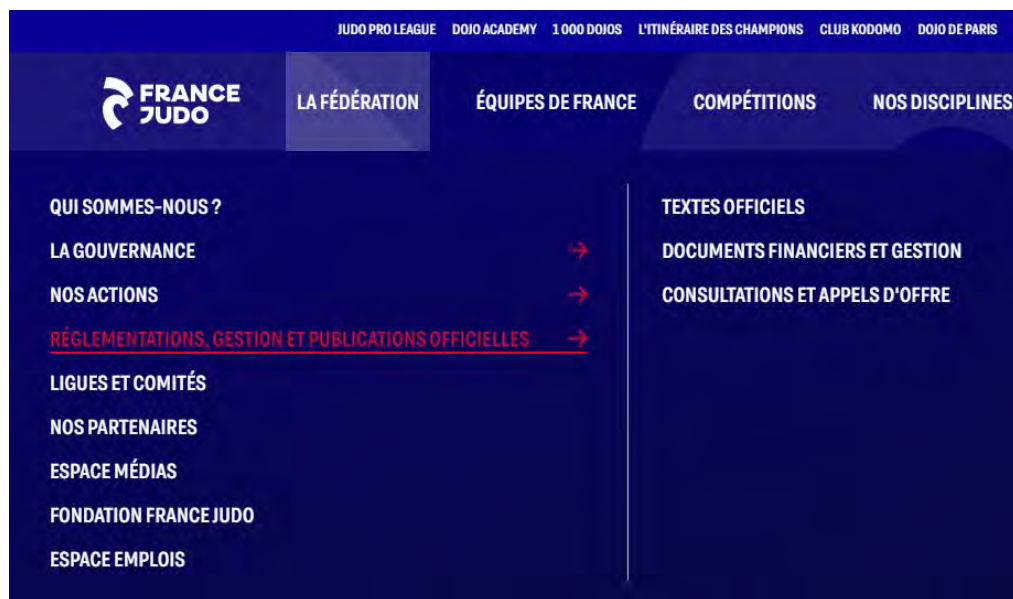 JUDO PRO LEAGUE DOJO ACADEMY 1 000 DOJOS L'ITINÉRAIRE DES CHAMPIONS CLUB KODOMO DOJO DE PARIS
FRANCE
JUDO
LA FÉDÉRATION ÉQUIPES DE FRANCE COMPÉTITIONS NOS DISCIPLINES
QUI SOMMES-NOUS ?
LA GOUVERNANCE
NOS ACTIONS
RÉGLEMENTATIONS, GESTION ET PUBLICATIONS OFFICIELLES
LIGUES ET COMITÉS
NOS PARTENAIRES
ESPACE MÉDIAS
FONDATION FRANCE JUDO
ESPACE EMPLOIS
TEXTES OFFICIELS
DOCUMENTS FINANCIERS ET GESTION
CONSULTATIONS ET APPELS D'OFFRE